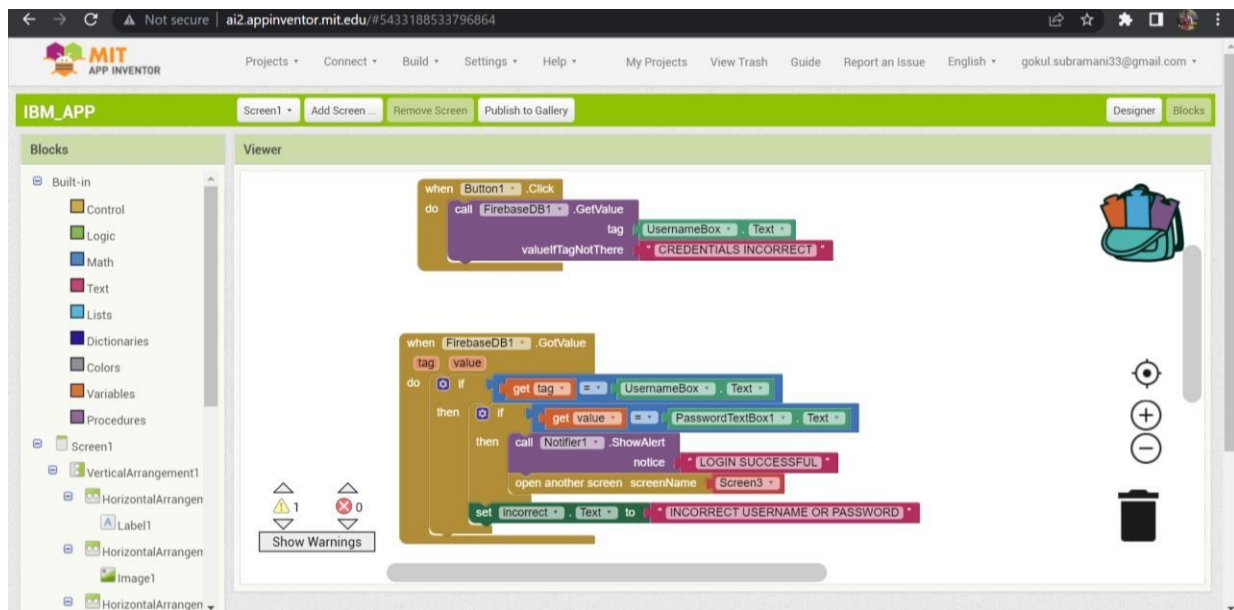 Not secure | ai2.appinventor.mit.edu/#5433188533796864
MIT
APP INVENTOR
Projects Connect Build Settings Help My Projects View Trash Guide Report an Issue English gokul.subramani33@gmail.com
IBM_APP Screen1 Add Screen ... Remove Screen Publish to Gallery Designer Blocks
Blocks
Viewer
Built-in
Control
Logic
Math
Text
Lists
Dictionaries
Colors
Variables
Procedures
Screen1
VerticalArrangement1
HorizontalArrangen
Label1
HorizontalArrangen
Image1
HorizontalArrangen
when Button1 .Click
do call FirebaseDB1 .GetValue
tag UsernameBox . Text
valueIfTagNotThere " CREDENTIALS INCORRECT "
when FirebaseDB1 .GotValue
tag value
do if get tag = UsernameBox . Text
then if get value = PasswordTextBox1 . Text
then call Notifier1 .ShowAlert
notice " LOGIN SUCCESSFUL "
open another screen screenName Screen3
set incorrect . Text to " INCORRECT USERNAME OR PASSWORD "
1 0
Show Warnings